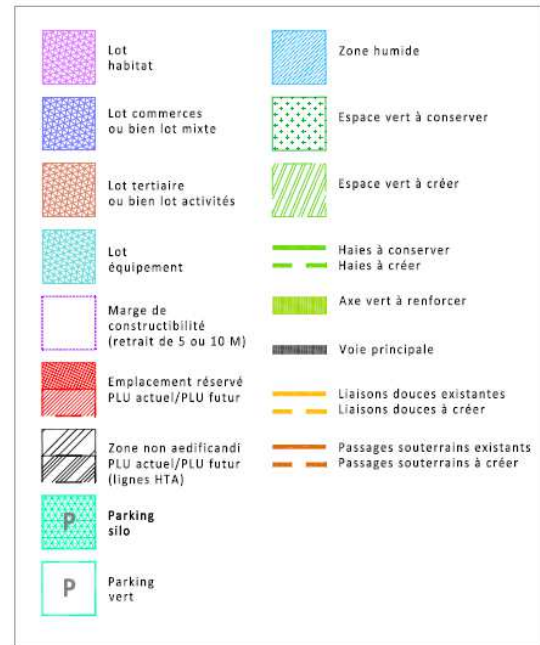 Lot
habitat
Lot commerces
ou bien lot mixte
Lot tertiaire
ou bien lot activités
Lot
équipement
Marge de
constructibilité
(retrait de 5 ou 10 M)
Emplacement réservé
PLU actuel/PLU futur
Zone non aedificandi
PLU actuel/PLU futur
(lignes HTA)
P
Parking
silo
P
Parking
vert
Zone humide
Espace vert à conserver
Espace vert à créer
Haies à conserver
Haies à créer
Axe vert à renforcer
Voie principale
Liaisons douces existantes
Liaisons douces à créer
Passages souterrains existants
Passages souterrains à créer